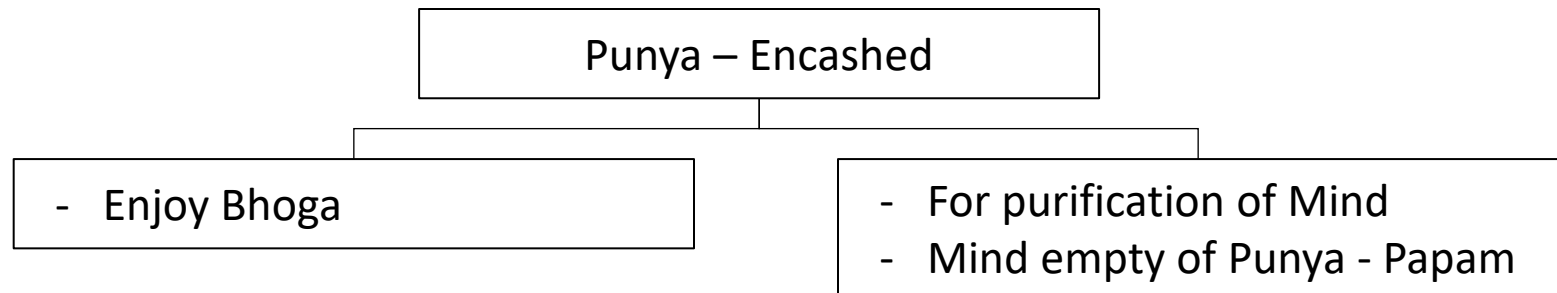 Punya – Encashed
- Enjoy Bhoga
- For purification of Mind
- Mind empty of Punya - Papam